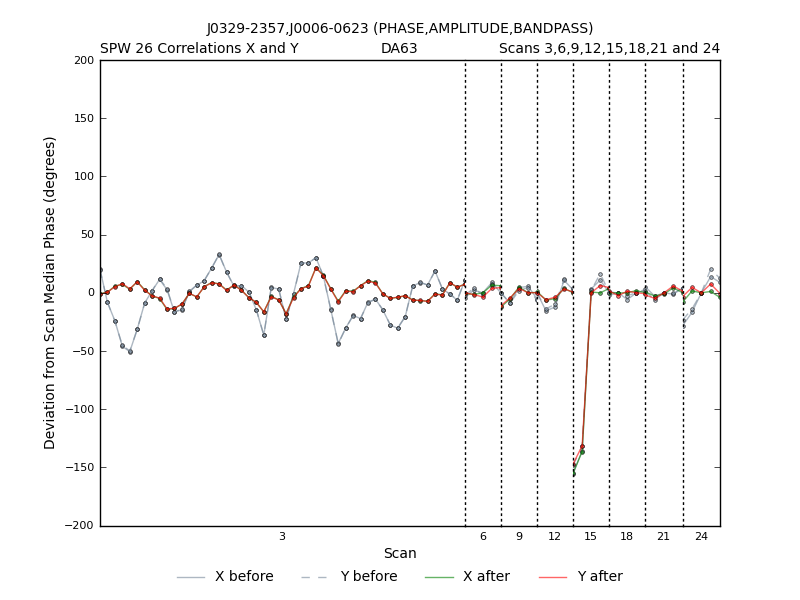 J0329-2357,J0006-0623 (PHASE,AMPLITUDE,BANDPASS)
SPW 26 Correlations X and Y DA63 Scans 3,6,9,12,15,18,21 and 24
200
150
100
50
0
−50
−100
−150
−200
Deviation from Scan Median Phase (degrees)
3 6 9 12 15 18 21 24
Scan
X before Y before X after Y after